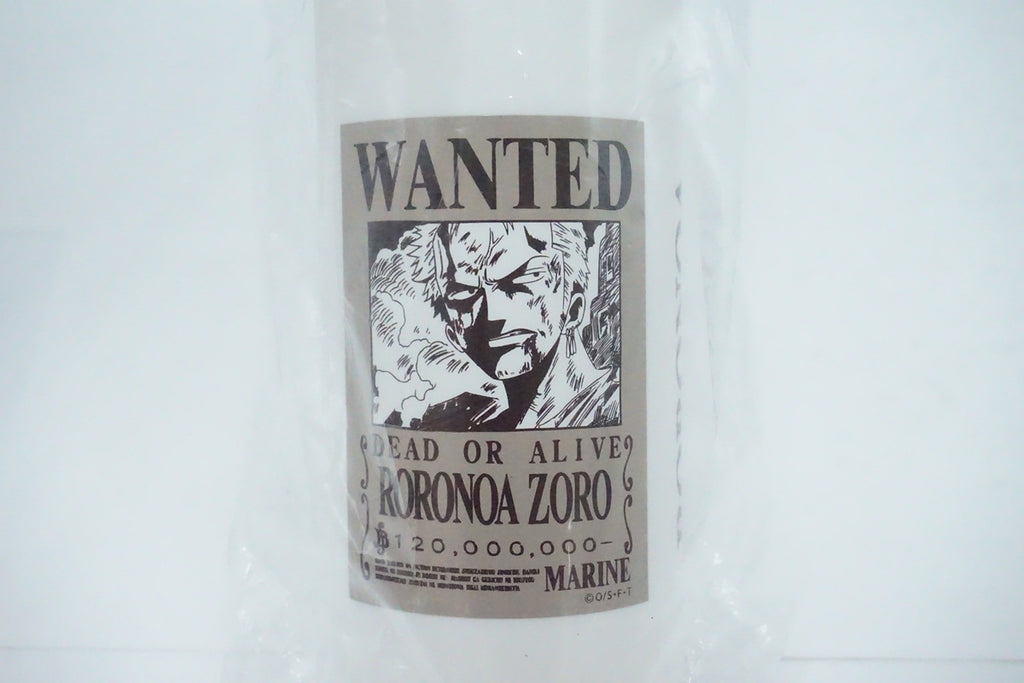 WANTED
DEAD OR ALIVE
RORONOA ZORO
฿120,000,000-
MARINE
©O/S・F・T